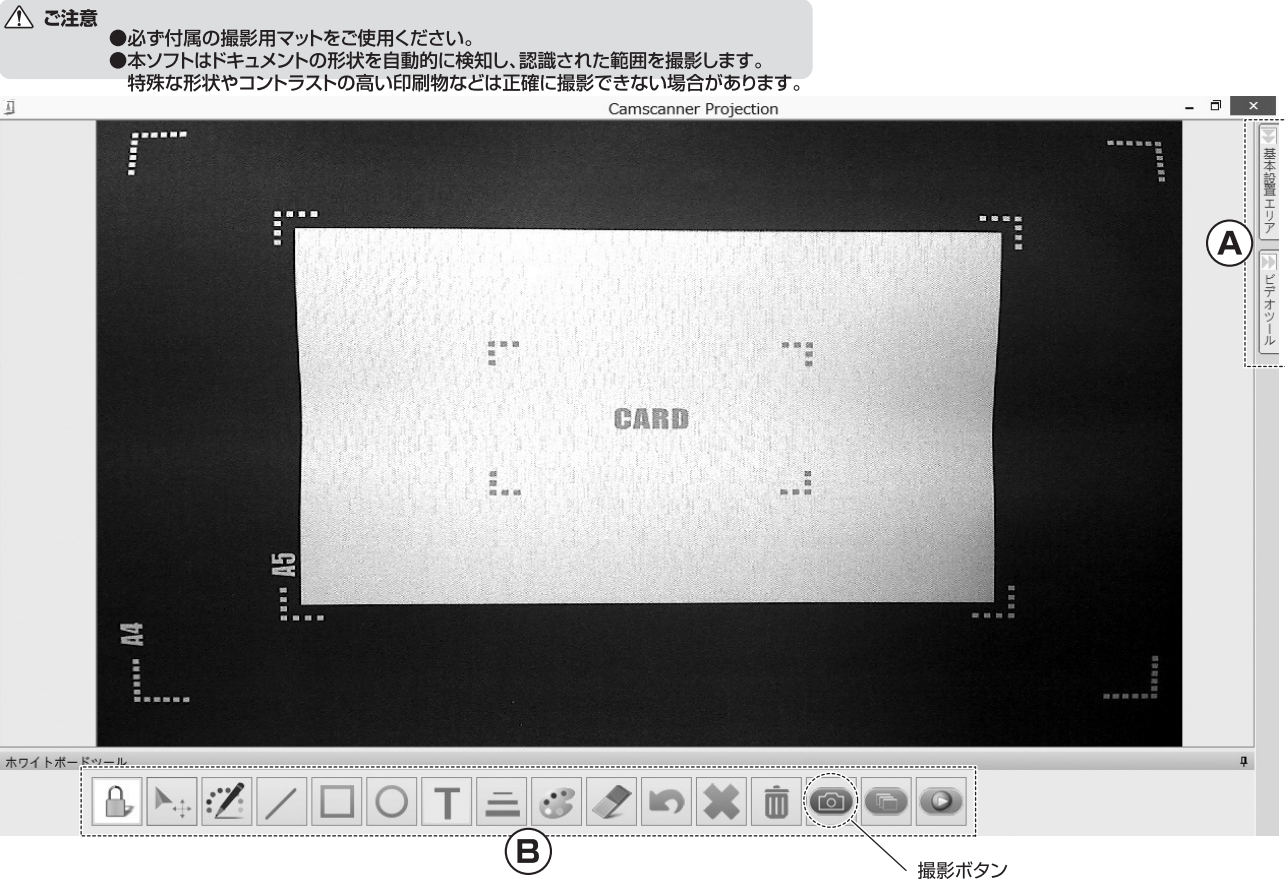 ご注意
●必ず付属の撮影用マットをご使用ください。
●本ソフトはドキュメントの形状を自動的に検知し、認識された範囲を撮影します。
特殊な形状やコントラストの高い印刷物などは正確に撮影できない場合があります。
Camscanner Projection
基本設置エリア
A
ビデオツール
CARD
A5
A4
ホワイトボードツール
T
B
撮影ボタン